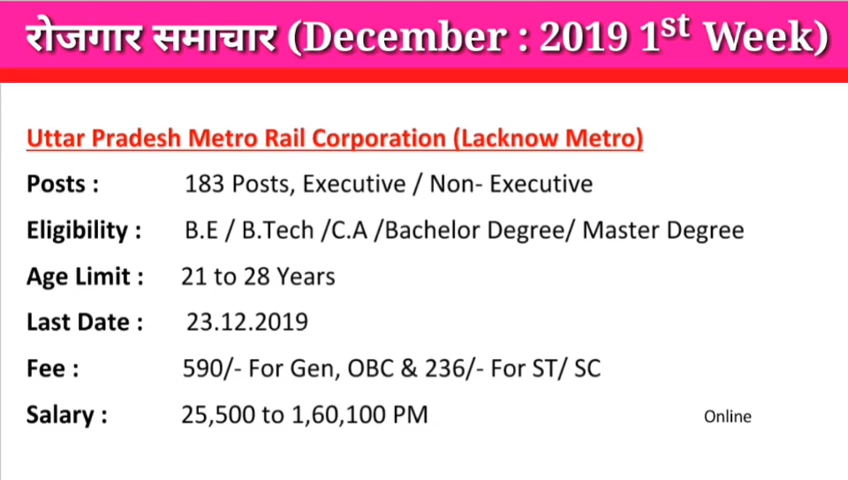 रोजगार समाचार (December : 2019 1st Week)
Uttar Pradesh Metro Rail Corporation (Lacknow Metro)
Posts : 183 Posts, Executive / Non- Executive
Eligibility : B.E / B.Tech /C.A /Bachelor Degree/ Master Degree
Age Limit : 21 to 28 Years
Last Date : 23.12.2019
Fee : 590/- For Gen, OBC & 236/- For ST/ SC
Salary : 25,500 to 1,60,100 PM Online